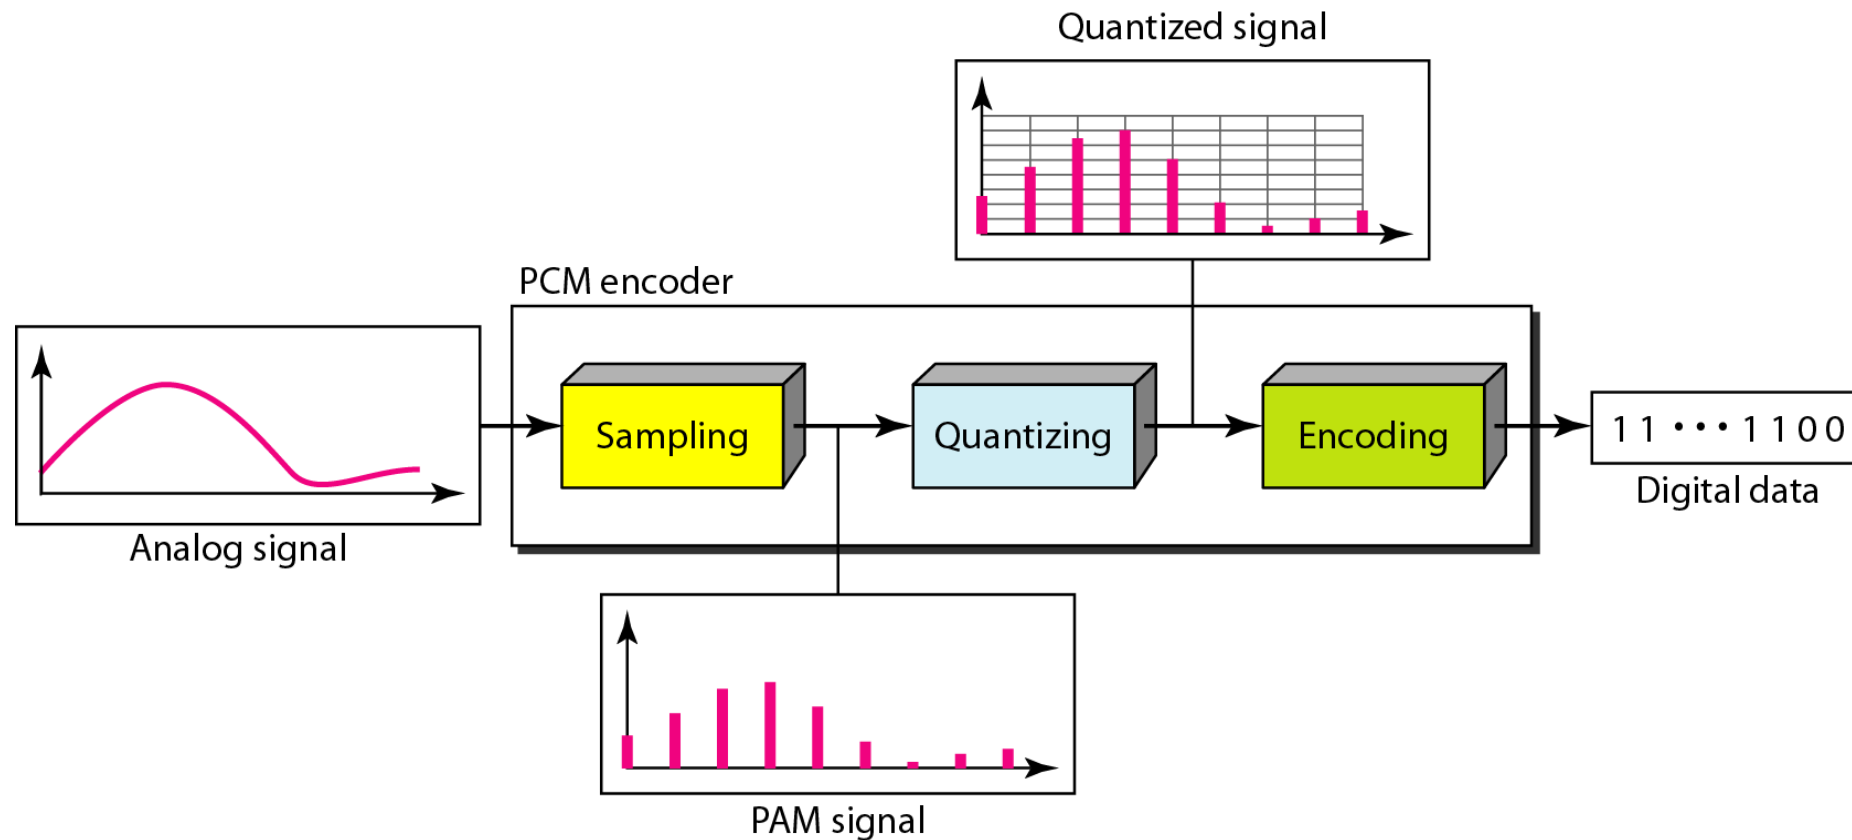 Quantized signal
PCM encoder
Sampling
Quantizing
Encoding
11 ••• 1100
Digital data
Analog signal
PAM signal